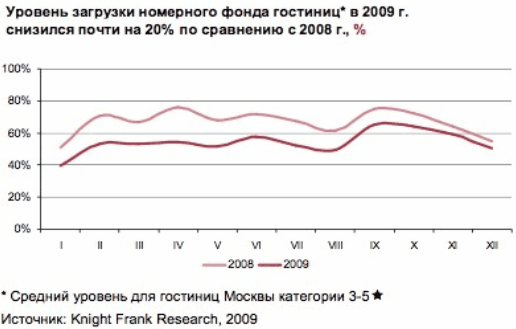 Уровень загрузки номерного фонда гостиниц* в 2009 г.
снизился почти на 20% по сравнению с 2008 г., %
100%
80%
60%
40%
20%
0%
I II III IV V VI VII VIII IX X XI XII
2008 2009
* Средний уровень для гостиниц Москвы категории 3-5★
Источник: Knight Frank Research, 2009